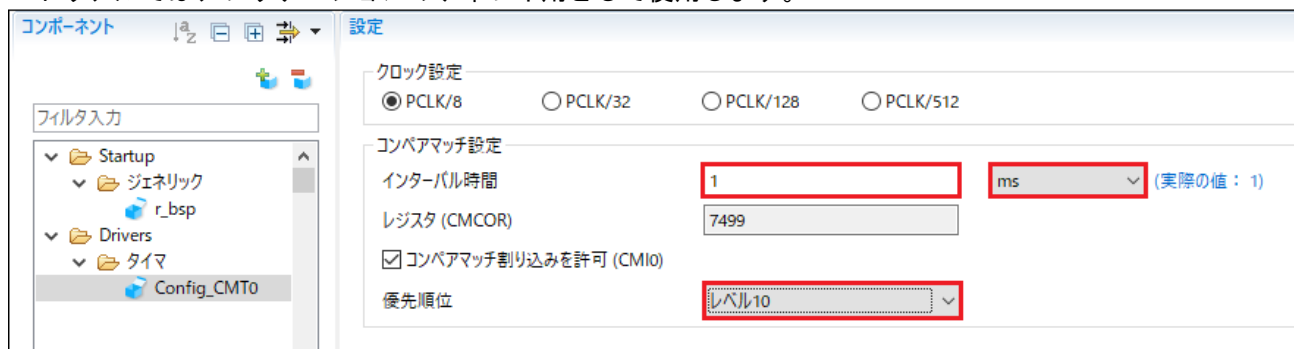 コンポーネント
設定
クロック設定
PCLK/8 PCLK/32 PCLK/128 PCLK/512
フィルタ入力
コンペアマッチ設定
Startup
インターバル時間 1 ms (実際の値： 1)
ジェネリック
r_bsp
レジスタ (CMCOR) 7499
Drivers
タイマ
コンペアマッチ割り込みを許可 (CMI0)
Config_CMT0
優先順位 レベル10